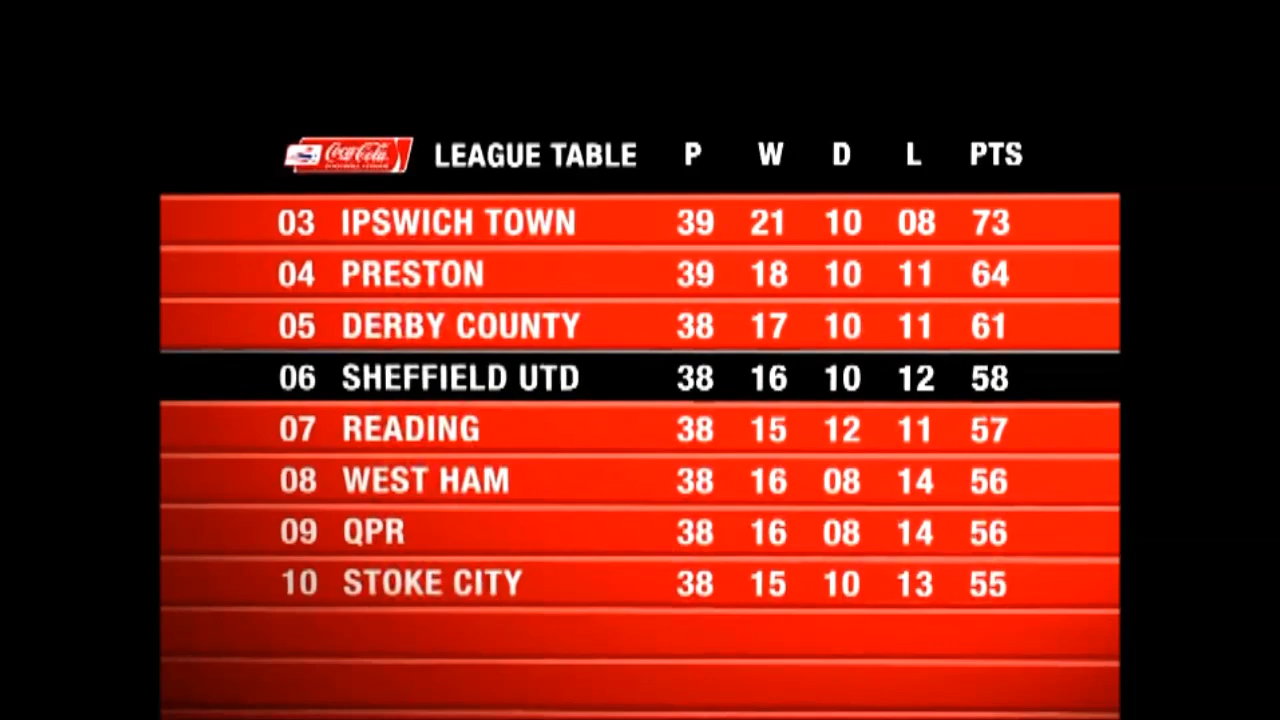 Coca-Cola LEAGUE TABLE P W D L PTS
03 IPSWICH TOWN 39 21 10 08 73
04 PRESTON 39 18 10 11 64
05 DERBY COUNTY 38 17 10 11 61
06 SHEFFIELD UTD 38 16 10 12 58
07 READING 38 15 12 11 57
08 WEST HAM 38 16 08 14 56
09 QPR 38 16 08 14 56
10 STOKE CITY 38 15 10 13 55